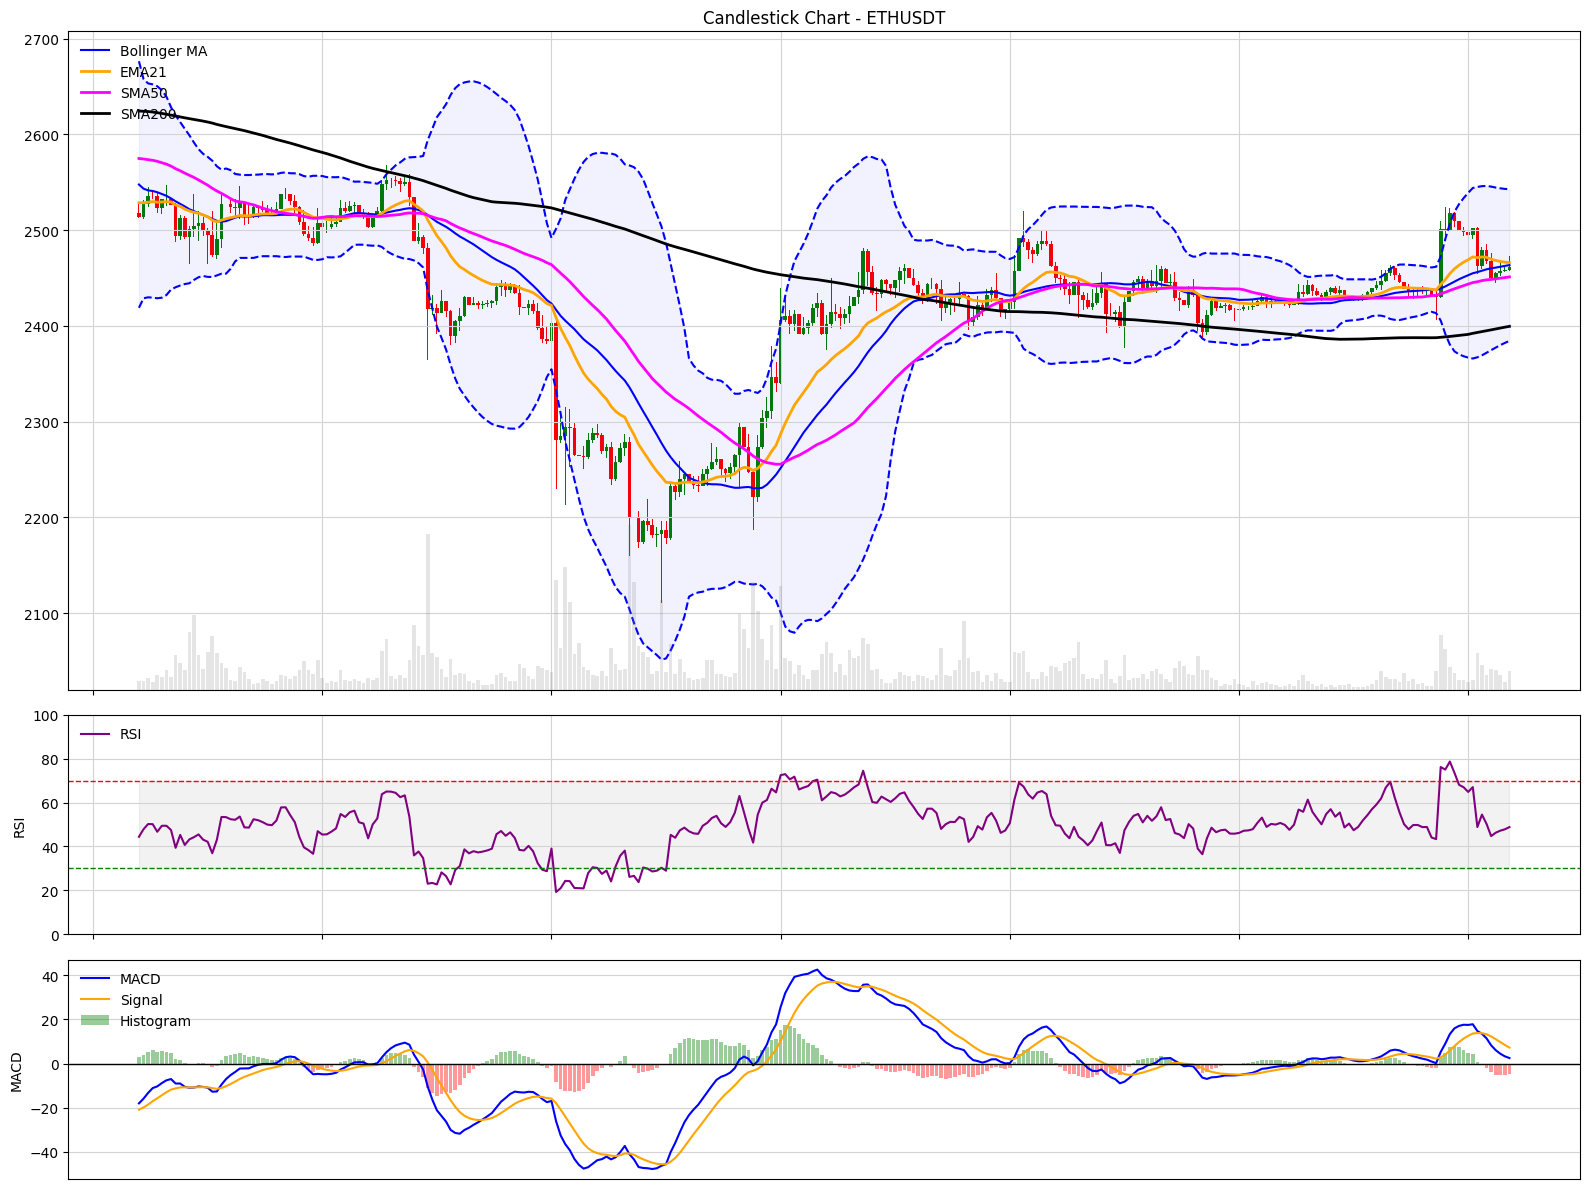 Candlestick Chart - ETHUSDT
2700
2600
2500
2400
2300
2200
2100
Bollinger MA
EMA21
SMA50
SMA200
100
80
60
40
20
0
RSI
RSI
40
20
0
−20
−40
MACD
MACD
Signal
Histogram